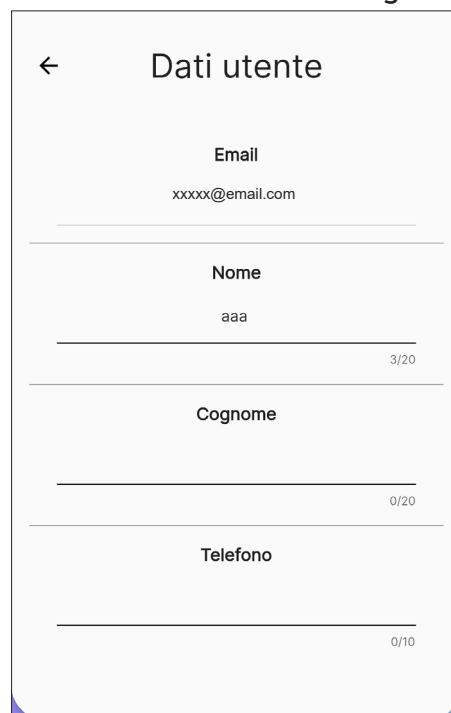 Dati utente
Email
xxxxx@email.com
Nome
aaa
3/20
Cognome
0/20
Telefono
0/10